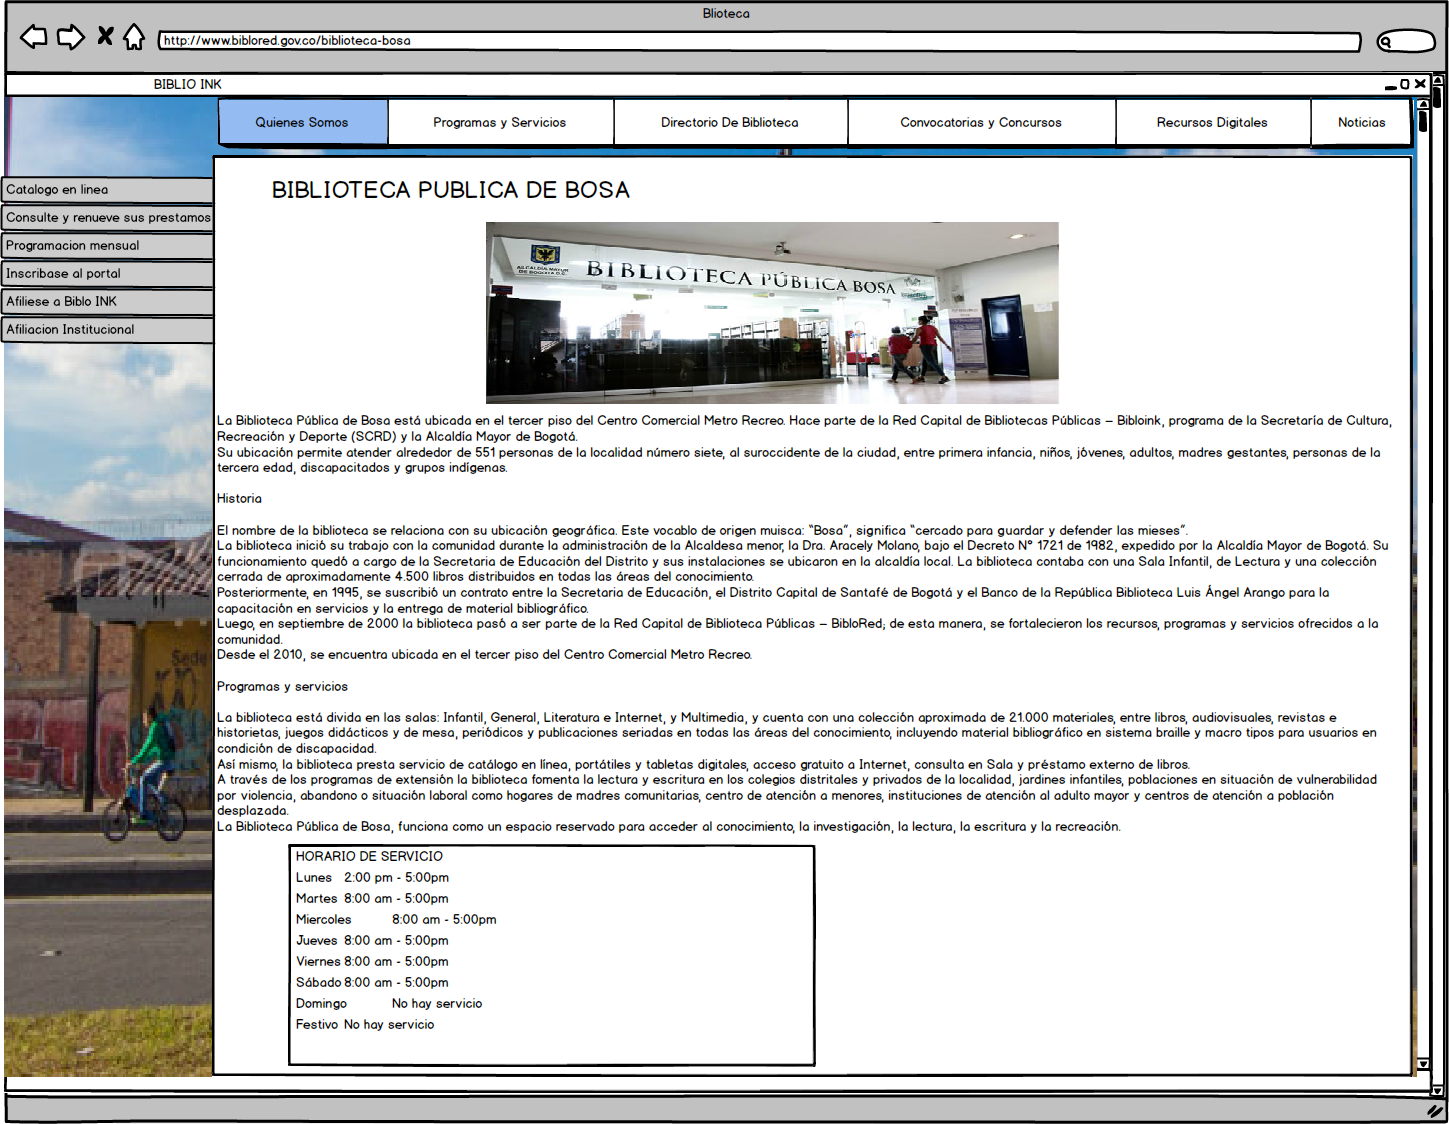 Blioteca
http://www.biblored.gov.co/biblioteca-bosa
BIBLIO INK
Quienes Somos
Programas y Servicios
Directorio De Biblioteca
Convocatorias y Concursos
Recursos Digitales
Noticias
Catalogo en linea
Consulte y renueve sus prestamos
Programacion mensual
Inscribase al portal
Afiliese a Biblo INK
Afiliacion Institucional
BIBLIOTECA PUBLICA DE BOSA
ALCALDÍA MAYOR
DE BOGOTÁ D.C.
BIBLIOTECA PÚBLICA BOSA
La Biblioteca Pública de Bosa está ubicada en el tercer piso del Centro Comercial Metro Recreo. Hace parte de la Red Capital de Bibliotecas Públicas – Bibloink, programa de la Secretaría de Cultura,
Recreación y Deporte (SCRD) y la Alcaldía Mayor de Bogotá.
Su ubicación permite atender alrededor de 551 personas de la localidad número siete, al suroccidente de la ciudad, entre primera infancia, niños, jóvenes, adultos, madres gestantes, personas de la
tercera edad, discapacitados y grupos indígenas.
Historia
El nombre de la biblioteca se relaciona con su ubicación geográfica. Este vocablo de origen muisca: “Bosa”, significa “cercado para guardar y defender las mieses”.
La biblioteca inició su trabajo con la comunidad durante la administración de la Alcaldesa menor, la Dra. Aracely Molano, bajo el Decreto N° 1721 de 1982, expedido por la Alcaldía Mayor de Bogotá. Su
funcionamiento quedó a cargo de la Secretaria de Educación del Distrito y sus instalaciones se ubicaron en la alcaldía local. La biblioteca contaba con una Sala Infantil, de Lectura y una colección
cerrada de aproximadamente 4.500 libros distribuidos en todas las áreas del conocimiento.
Posteriormente, en 1995, se suscribió un contrato entre la Secretaria de Educación, el Distrito Capital de Santafé de Bogotá y el Banco de la República Biblioteca Luis Ángel Arango para la
capacitación en servicios y la entrega de material bibliográfico.
Luego, en septiembre de 2000 la biblioteca pasó a ser parte de la Red Capital de Biblioteca Públicas – BibloRed; de esta manera, se fortalecieron los recursos, programas y servicios ofrecidos a la
comunidad.
Desde el 2010, se encuentra ubicada en el tercer piso del Centro Comercial Metro Recreo.
Programas y servicios
La biblioteca está divida en las salas: Infantil, General, Literatura e Internet, y Multimedia, y cuenta con una colección aproximada de 21.000 materiales, entre libros, audiovisuales, revistas e
historietas, juegos didácticos y de mesa, periódicos y publicaciones seriadas en todas las áreas del conocimiento, incluyendo material bibliográfico en sistema braille y macro tipos para usuarios en
condición de discapacidad.
Así mismo, la biblioteca presta servicio de catálogo en línea, portátiles y tabletas digitales, acceso gratuito a Internet, consulta en Sala y préstamo externo de libros.
A través de los programas de extensión la biblioteca fomenta la lectura y escritura en los colegios distritales y privados de la localidad, jardines infantiles, poblaciones en situación de vulnerabilidad
por violencia, abandono o situación laboral como hogares de madres comunitarias, centro de atención a menores, instituciones de atención al adulto mayor y centros de atención a población
desplazada.
La Biblioteca Pública de Bosa, funciona como un espacio reservado para acceder al conocimiento, la investigación, la lectura, la escritura y la recreación.
Sede
HORARIO DE SERVICIO
Lunes 2:00 pm - 5:00pm
Martes 8:00 am - 5:00pm
Miercoles 8:00 am - 5:00pm
Jueves 8:00 am - 5:00pm
Viernes 8:00 am - 5:00pm
Sábado 8:00 am - 5:00pm
Domingo No hay servicio
Festivo No hay servicio